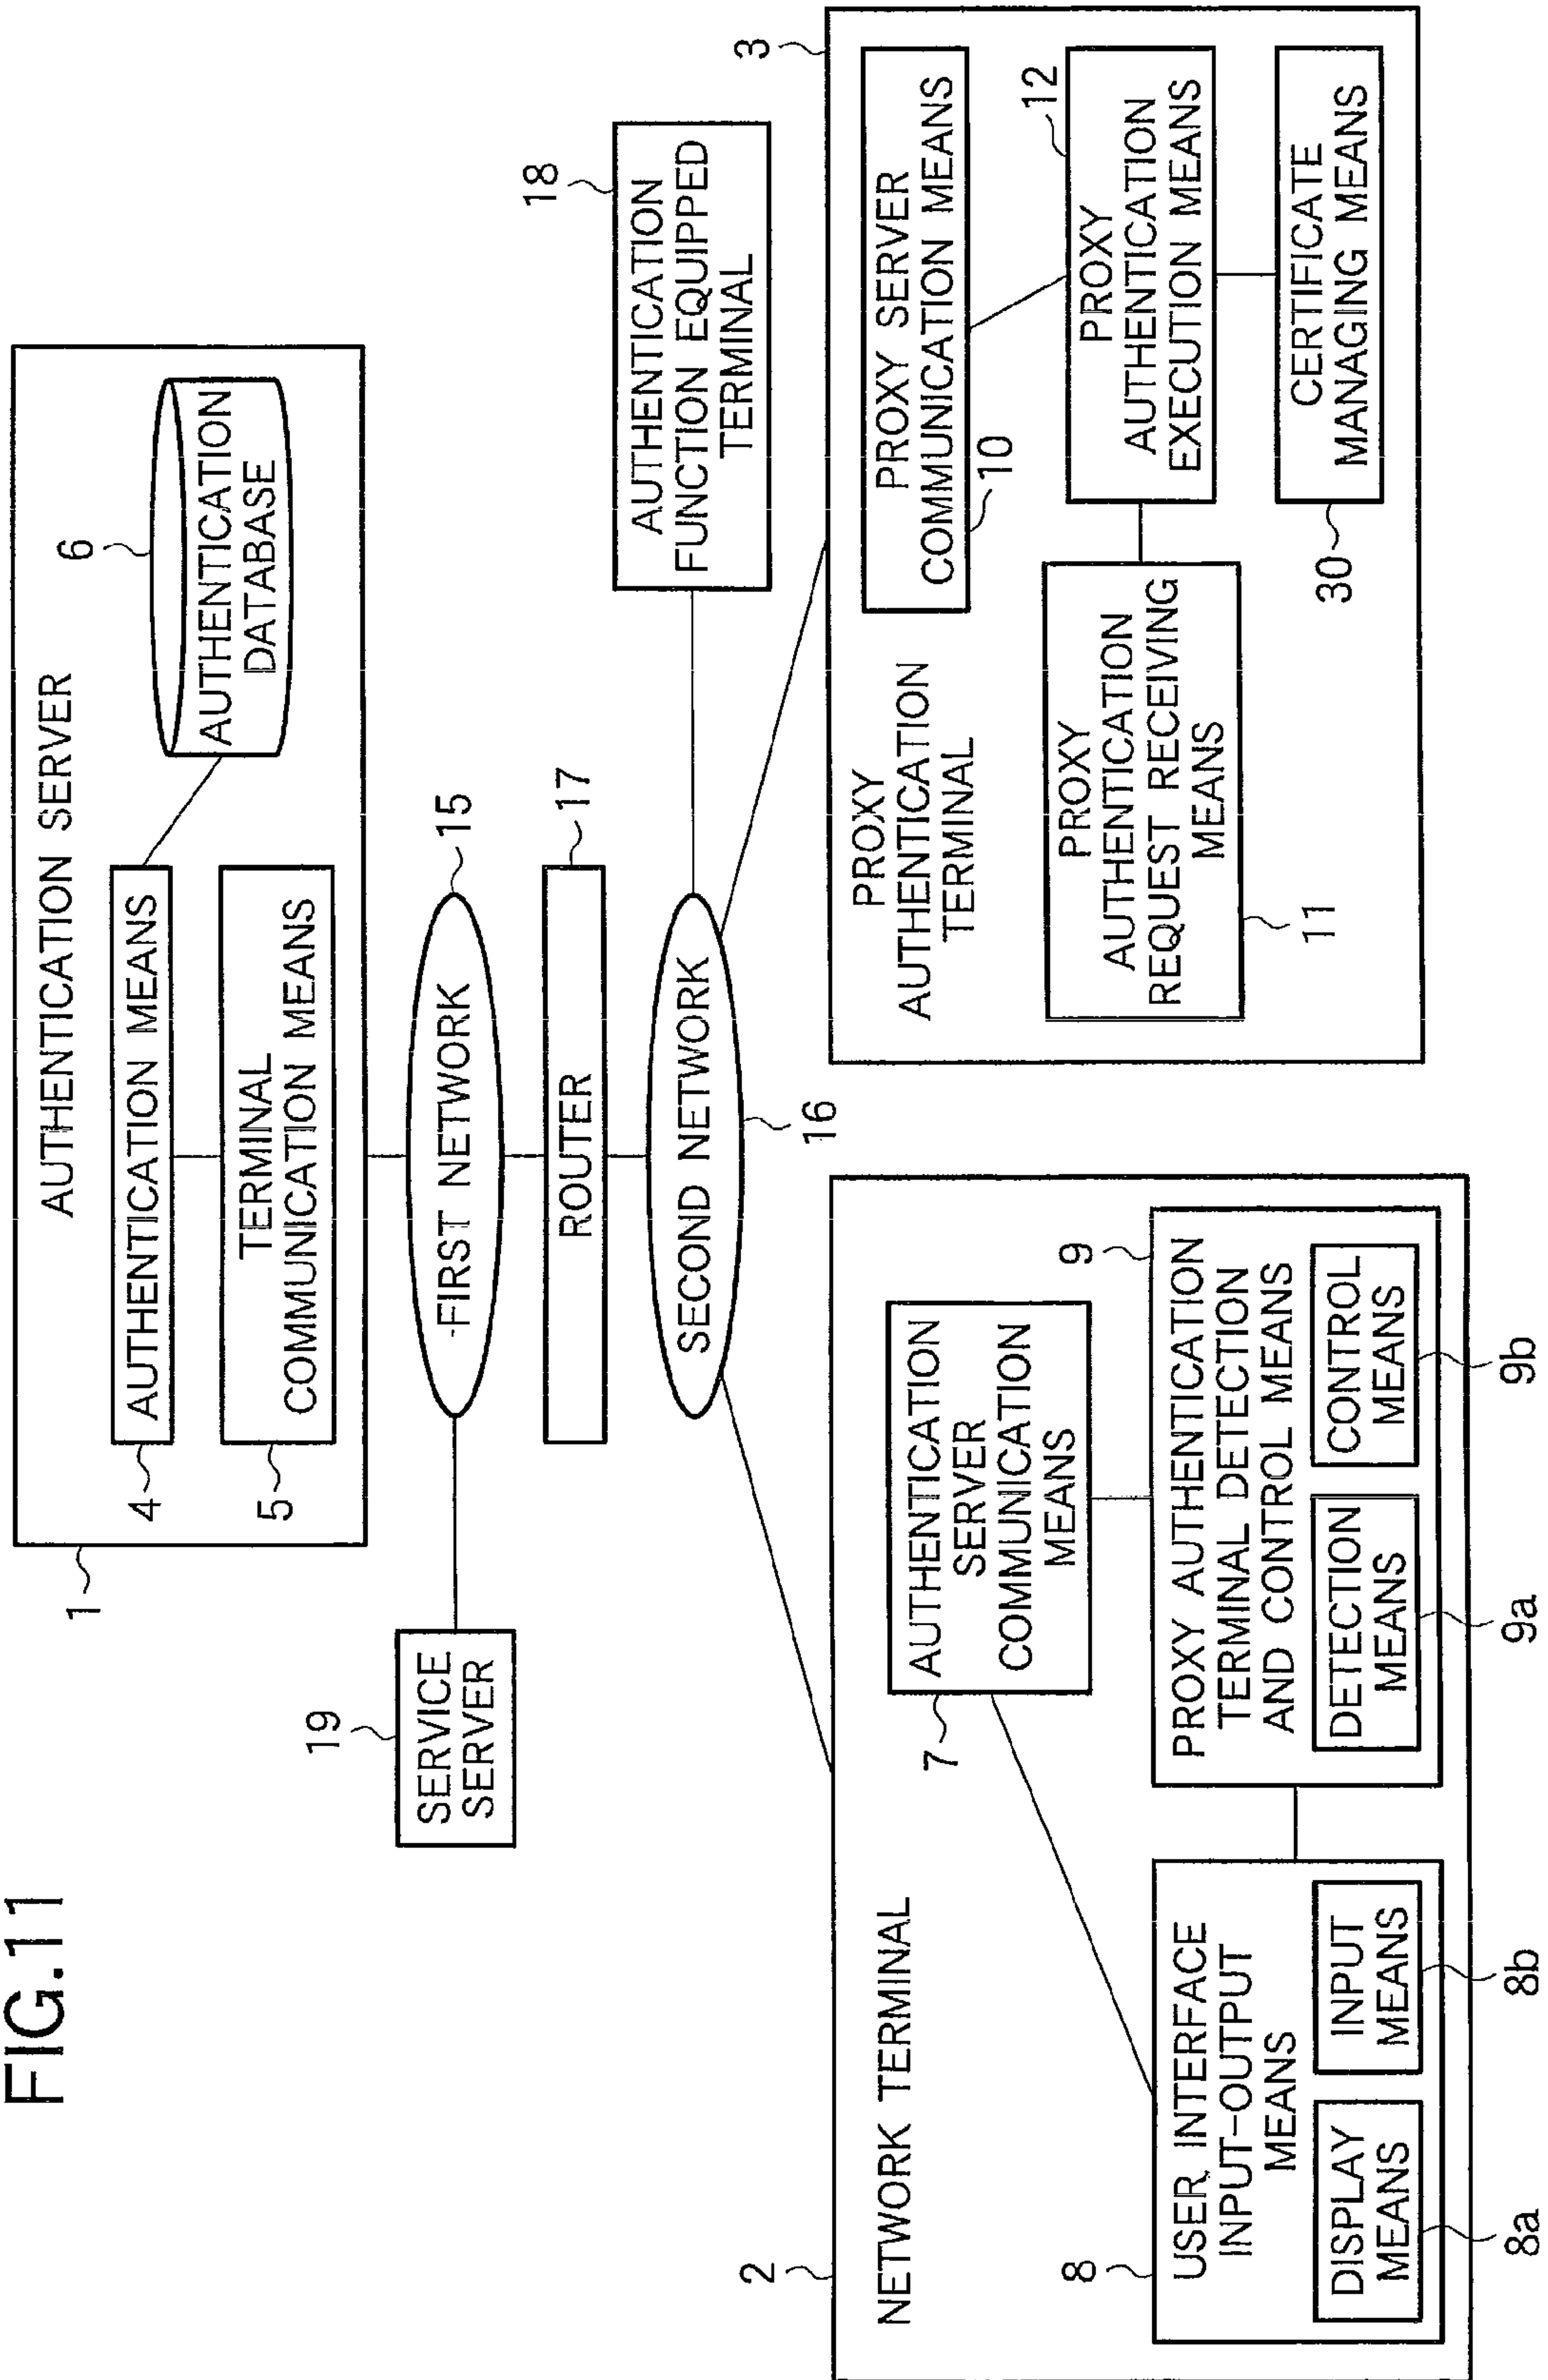 FIG.11
1
AUTHENTICATION SERVER
4
AUTHENTICATION MEANS
6
AUTHENTICATION
DATABASE
5
TERMINAL
COMMUNICATION MEANS
19
SERVICE
SERVER
FIRST NETWORK
15
ROUTER
17
SECOND NETWORK
16
18
AUTHENTICATION
FUNCTION EQUIPPED
TERMINAL
2
NETWORK TERMINAL
7
AUTHENTICATION
SERVER
COMMUNICATION
MEANS
8
USER INTERFACE
INPUT-OUTPUT
MEANS
DISPLAY
MEANS
8a
INPUT
MEANS
8b
9
PROXY AUTHENTICATION
TERMINAL DETECTION
AND CONTROL MEANS
DETECTION
MEANS
9a
CONTROL
MEANS
9b
3
PROXY
AUTHENTICATION
TERMINAL
PROXY SERVER
COMMUNICATION MEANS
10
PROXY
AUTHENTICATION
REQUEST RECEIVING
MEANS
11
12
PROXY
AUTHENTICATION
EXECUTION MEANS
30
CERTIFICATE
MANAGING MEANS